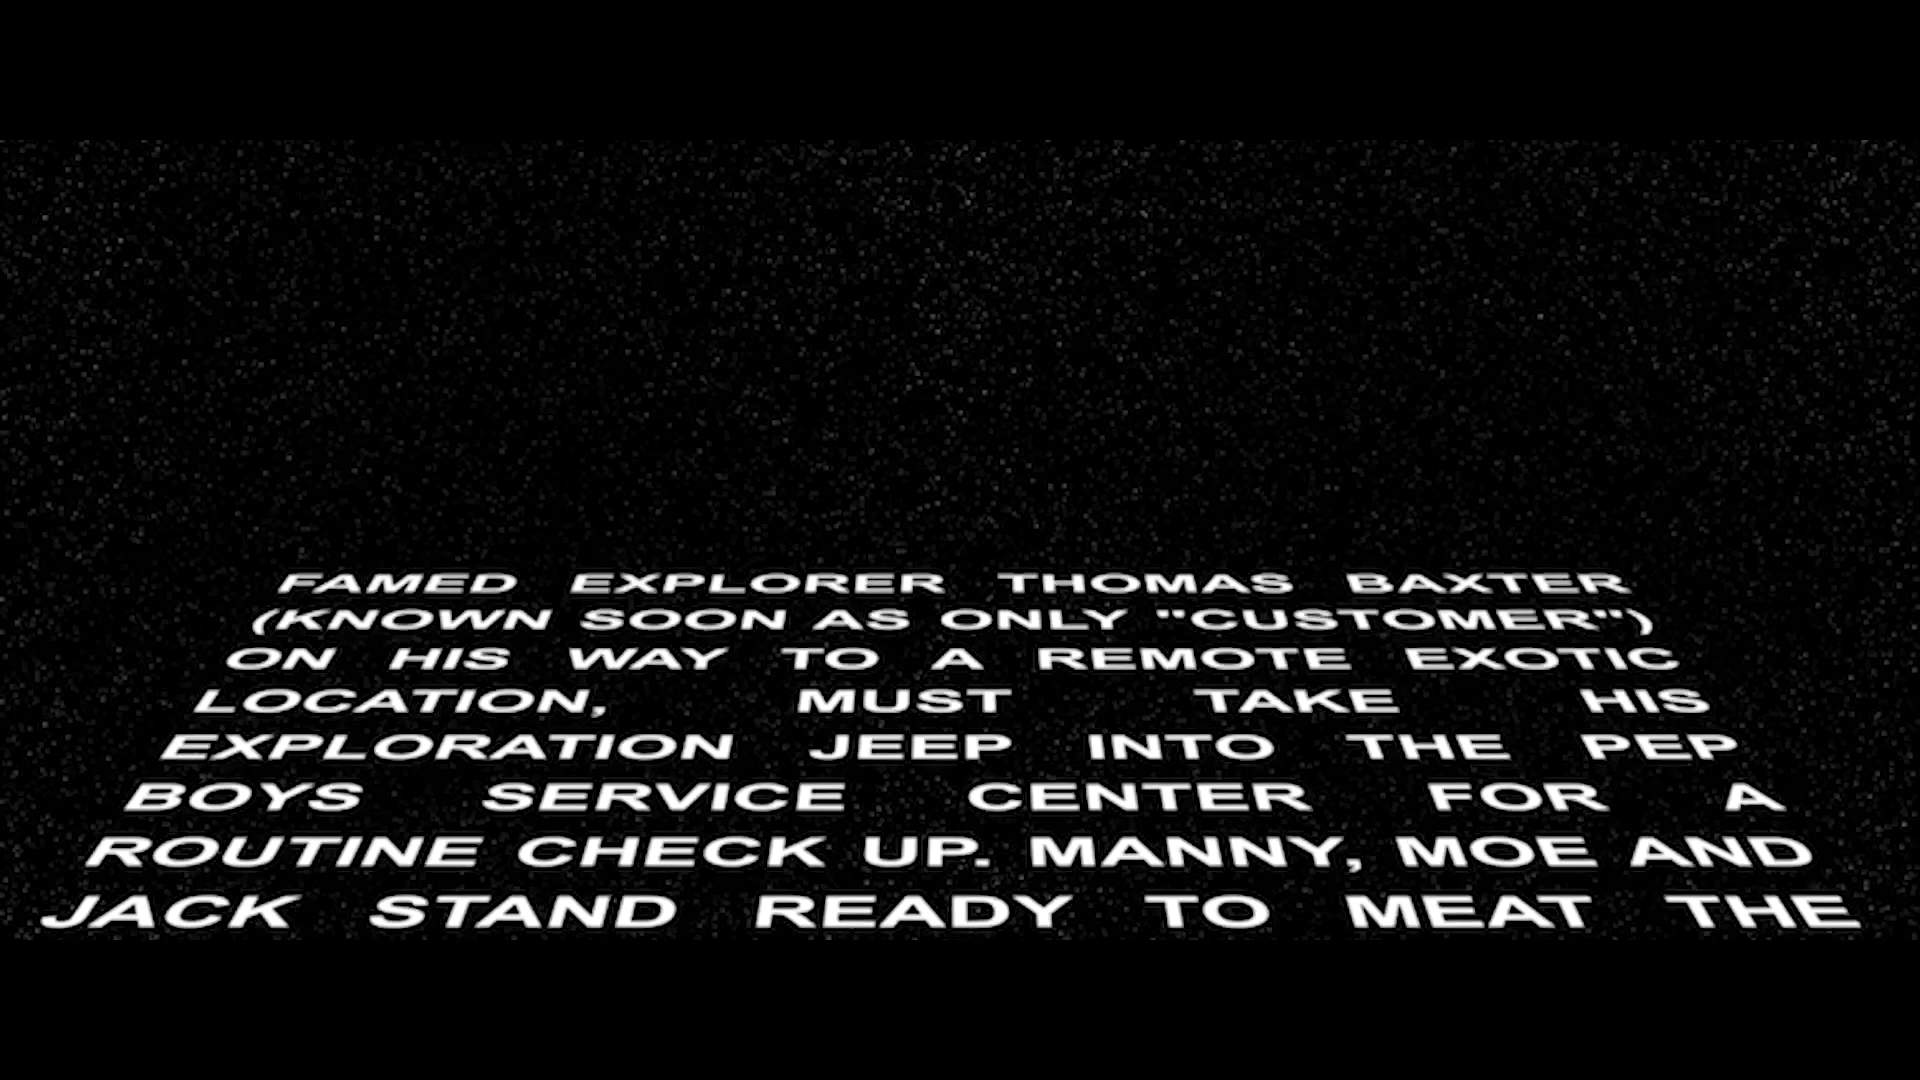 FAMED EXPLORER THOMAS BAXTER
(KNOWN SOON AS ONLY "CUSTOMER")
ON HIS WAY TO A REMOTE EXOTIC
LOCATION, MUST TAKE HIS
EXPLORATION JEEP INTO THE PEP
BOYS SERVICE CENTER FOR A
ROUTINE CHECK UP. MANNY, MOE AND
JACK STAND READY TO MEAT THE